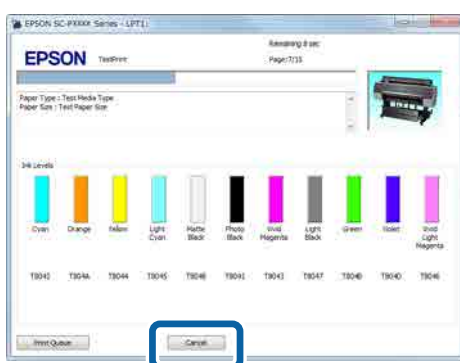 EPSON SC-PXXXX Series - LPT1:
Remaining 8 sec
EPSON TestPrint Page:7/15
Paper Type : Test Media Type
Paper Size : Test Paper Size
Ink Levels
Cyan Orange Yellow Light Cyan Matte Black Photo Black Vivid Magenta Light Black Green Violet Vivid Light Magenta
T8042 T804A T8044 T8045 T8048 T8041 T8043 T8047 T804B T804D T8046
Print Queue Cancel